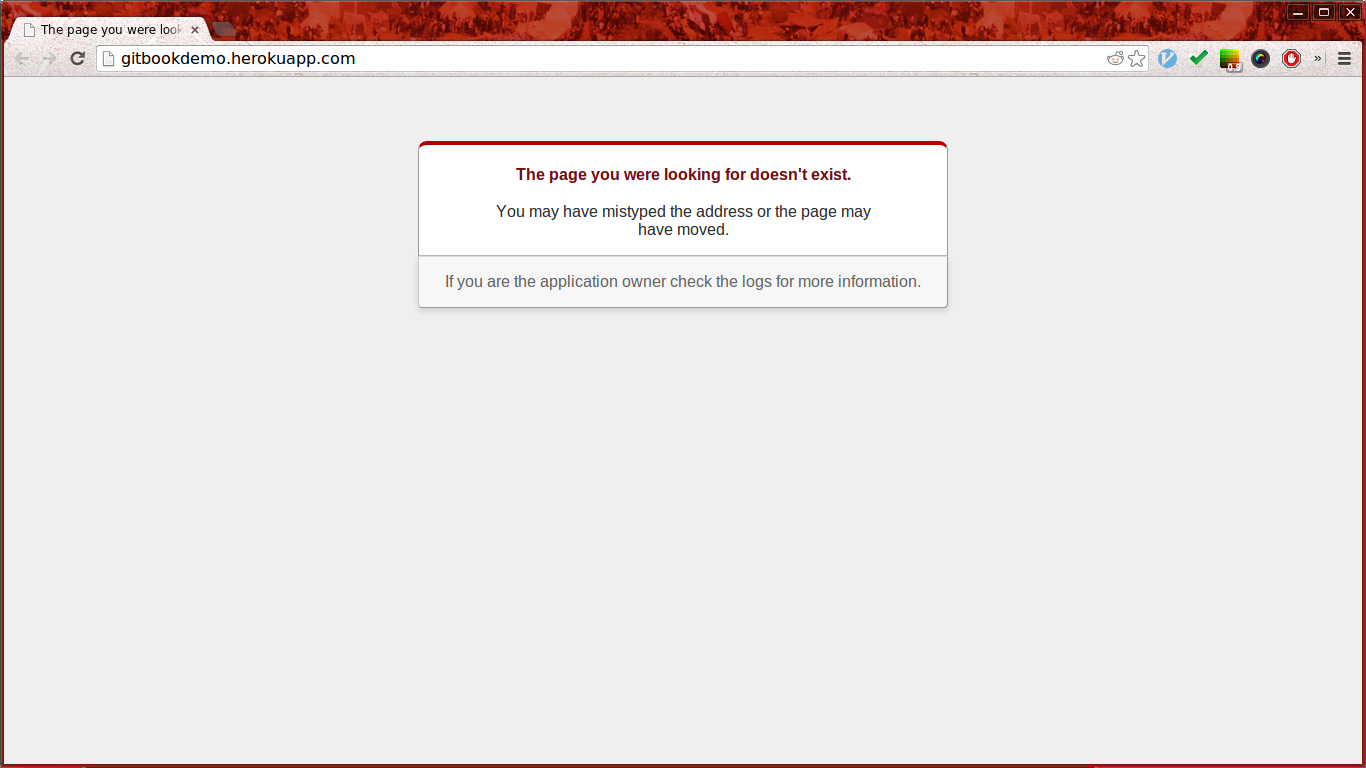 The page you were look
gitbookdemo.herokuapp.com
The page you were looking for doesn't exist.
You may have mistyped the address or the page may
have moved.
If you are the application owner check the logs for more information.